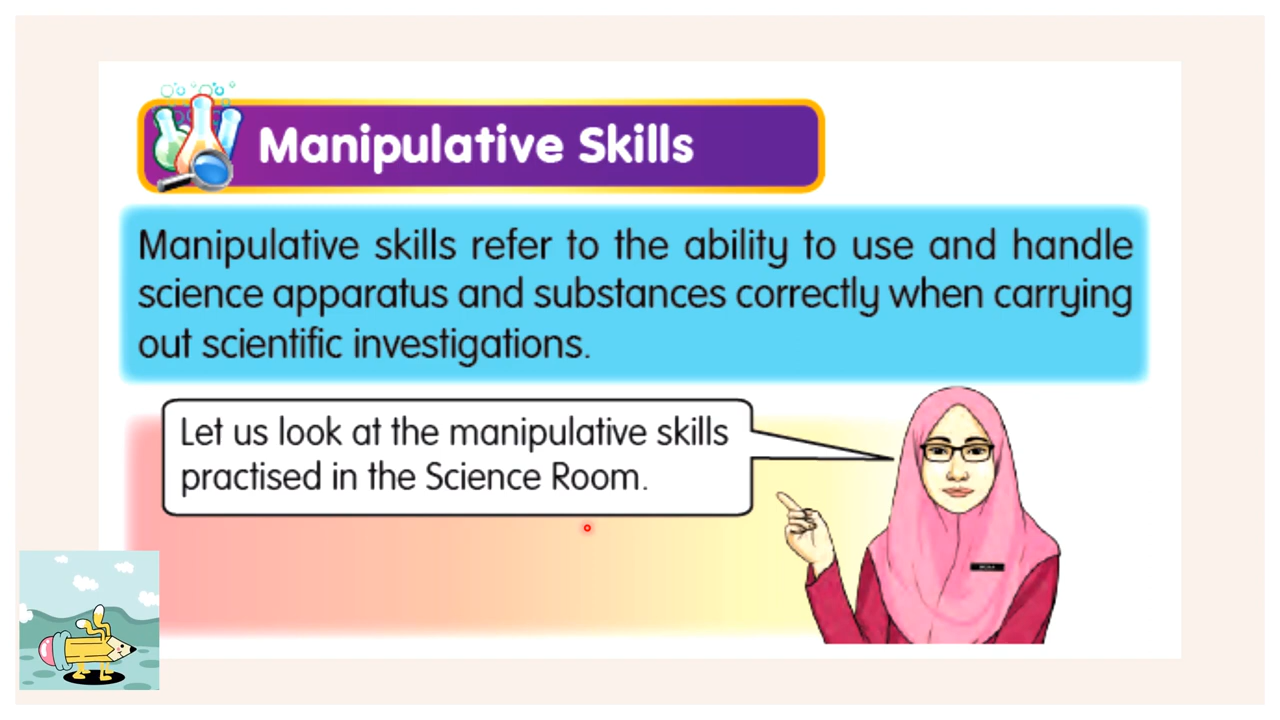 Manipulative Skills
Manipulative skills refer to the ability to use and handle
science apparatus and substances correctly when carrying
out scientific investigations.
Let us look at the manipulative skills
practised in the Science Room.